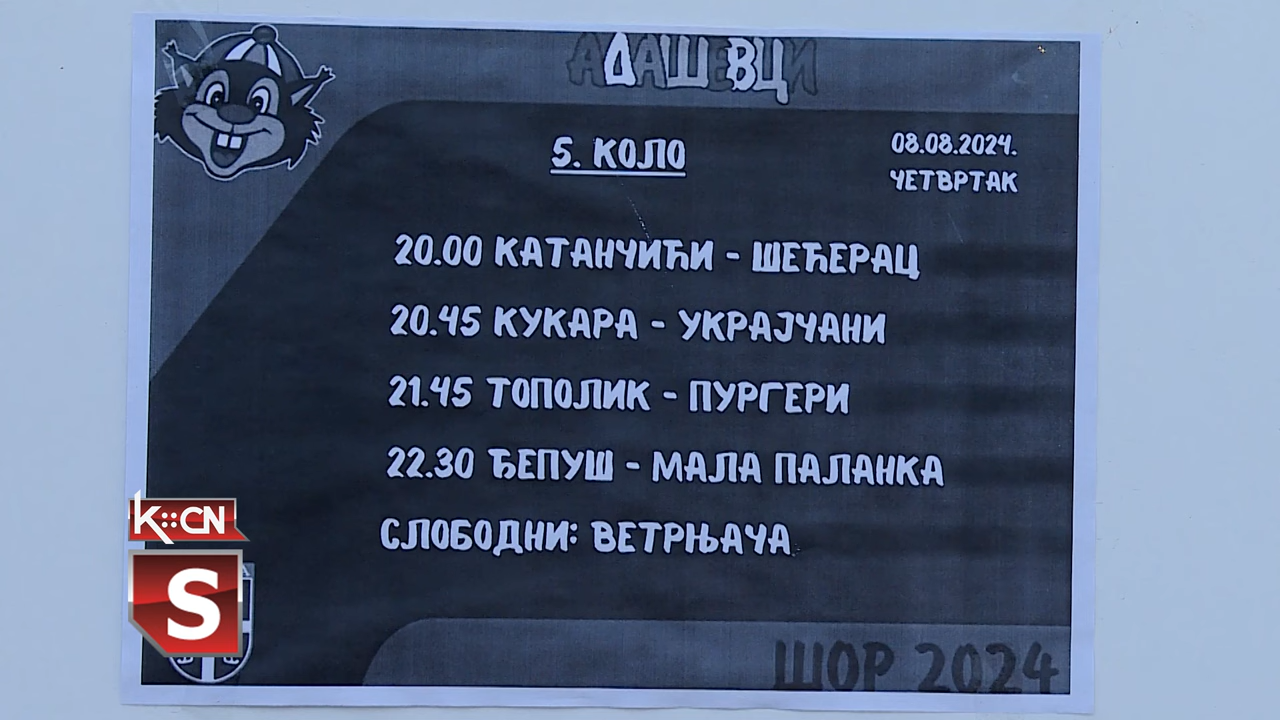 АДАШЕВЦИ
5. КОЛО
08.08.2024.
ЧЕТВРТАК
20.00 КАТАНЧИЋИ - ШЕЋЕРАЦ
20.45 КУКАРА - УКРАЈЧАНИ
21.45 ТОПОЛИК - ПУРГЕРИ
22.30 ЂЕПУШ - МАЛА ПАЛАНКА
СЛОБОДНИ: ВЕТРЊАЧА
K::CN
S
ШОР 2024